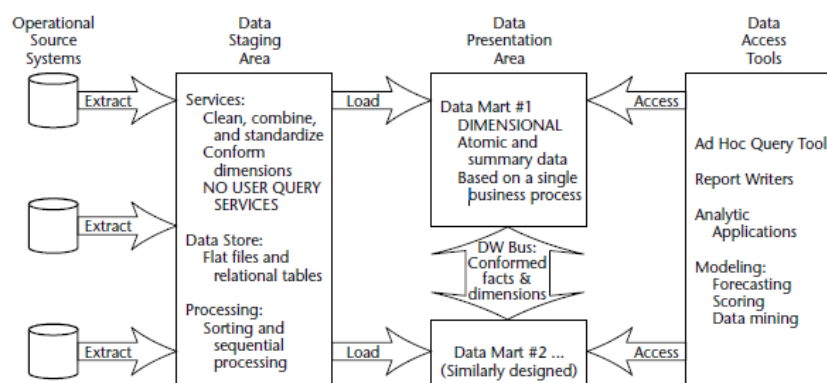 Operational
Source
Systems
Data
Staging
Area
Data
Presentation
Area
Data
Access
Tools
Extract
Extract
Extract
Services:
Clean, combine,
and standardize
Conform
dimensions
NO USER QUERY
SERVICES
Data Store:
Flat files and
relational tables
Processing:
Sorting and
sequential
processing
Load
Load
Data Mart #1
DIMENSIONAL
Atomic and
summary data
Based on a single
business process
DW Bus:
Conformed
facts &
dimensions
Data Mart #2 ...
(Similarly designed)
Access
Access
Ad Hoc Query Tool
Report Writers
Analytic
Applications
Modeling:
Forecasting
Scoring
Data mining